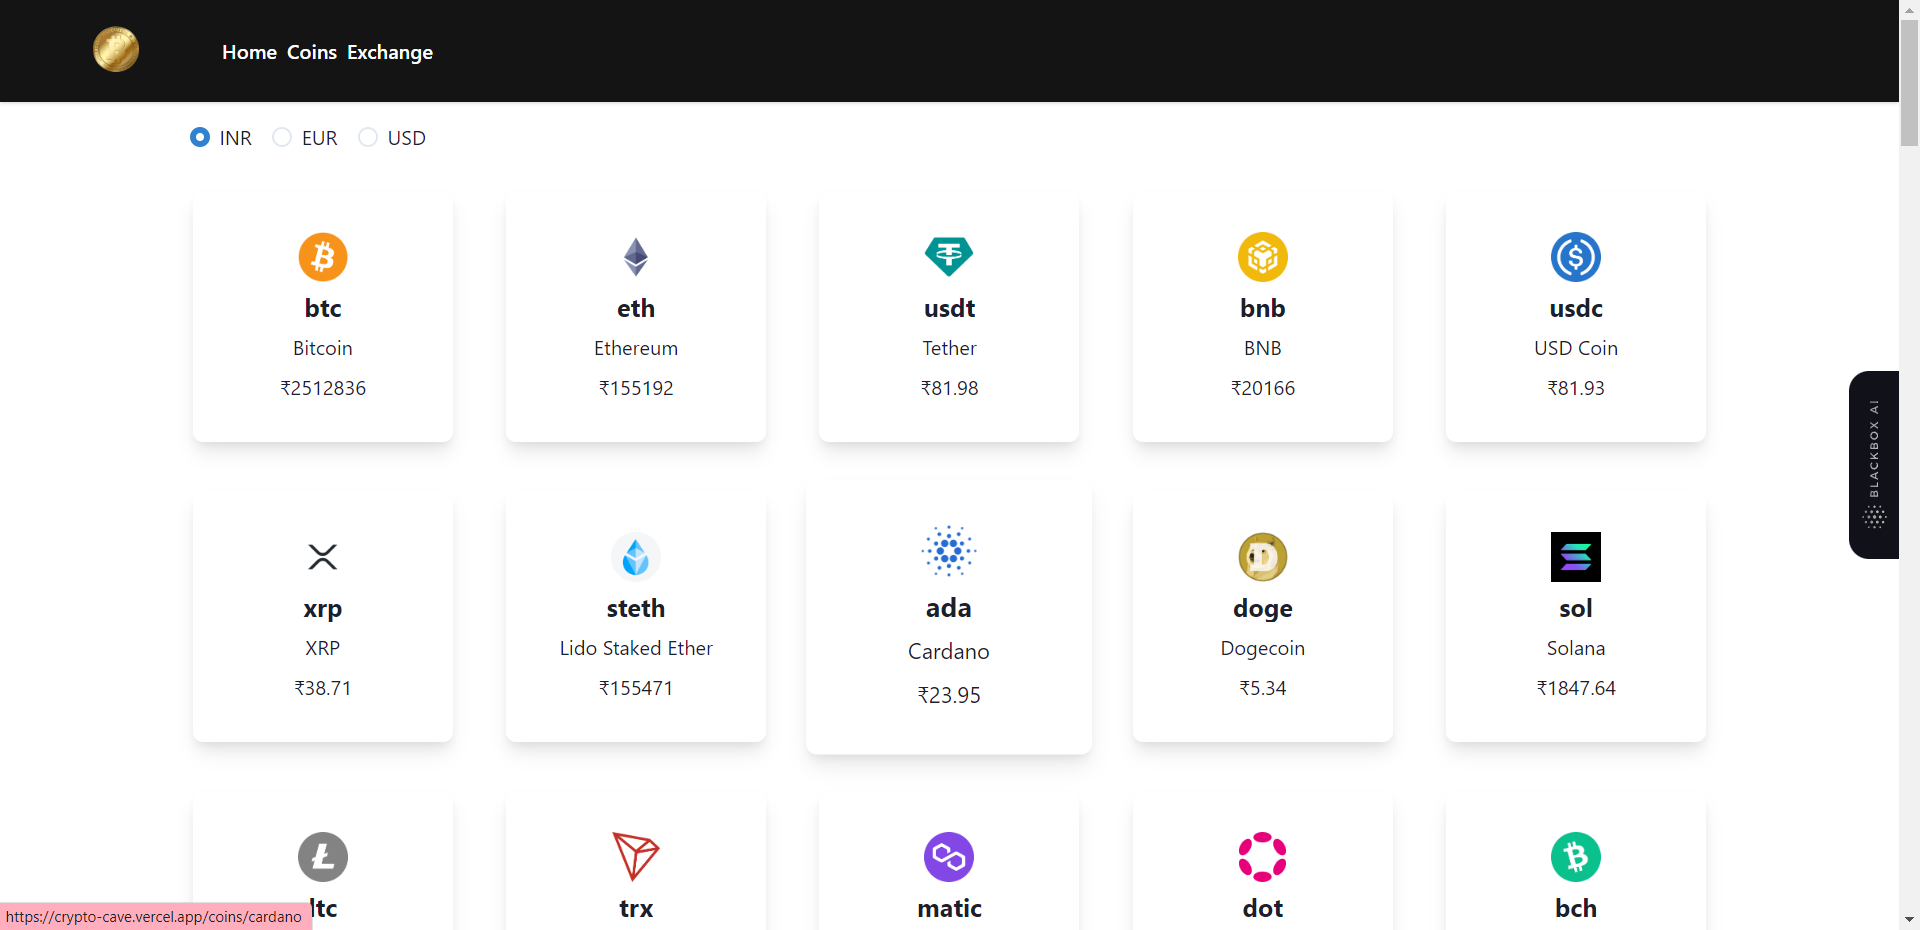 Home Coins Exchange
INR EUR USD
btc
Bitcoin
₹2512836
eth
Ethereum
₹155192
usdt
Tether
₹81.98
bnb
BNB
₹20166
usdc
USD Coin
₹81.93
BLACKBOX AI
xrp
XRP
₹38.71
steth
Lido Staked Ether
₹155471
ada
Cardano
₹23.95
doge
Dogecoin
₹5.34
sol
Solana
₹1847.64
ltc
trx
matic
dot
bch
https://crypto-cave.vercel.app/coins/cardano